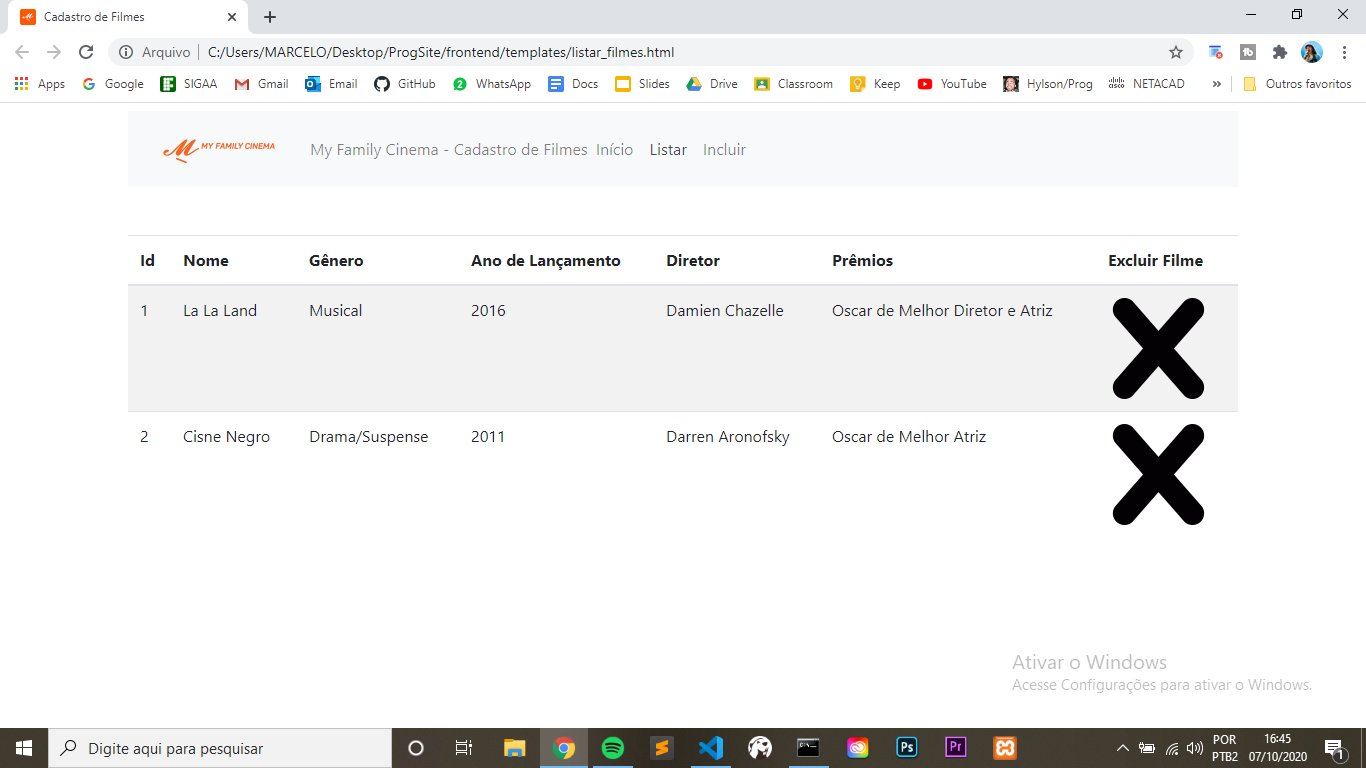 Cadastro de Filmes
Arquivo C:/Users/MARCELO/Desktop/ProgSite/frontend/templates/listar_filmes.html
Apps Google SIGAA Gmail Email GitHub 2 WhatsApp Docs Slides Drive Classroom Keep YouTube Hylson/Prog cisco NETACAD » Outros favoritos
MY FAMILY CINEMA My Family Cinema - Cadastro de Filmes Início Listar Incluir
Id Nome Gênero Ano de Lançamento Diretor Prêmios Excluir Filme
1 La La Land Musical 2016 Damien Chazelle Oscar de Melhor Diretor e Atriz
2 Cisne Negro Drama/Suspense 2011 Darren Aronofsky Oscar de Melhor Atriz
Ativar o Windows
Acesse Configurações para ativar o Windows.
Digite aqui para pesquisar Ps Pr POR 16:45
PTB2 07/10/2020 1